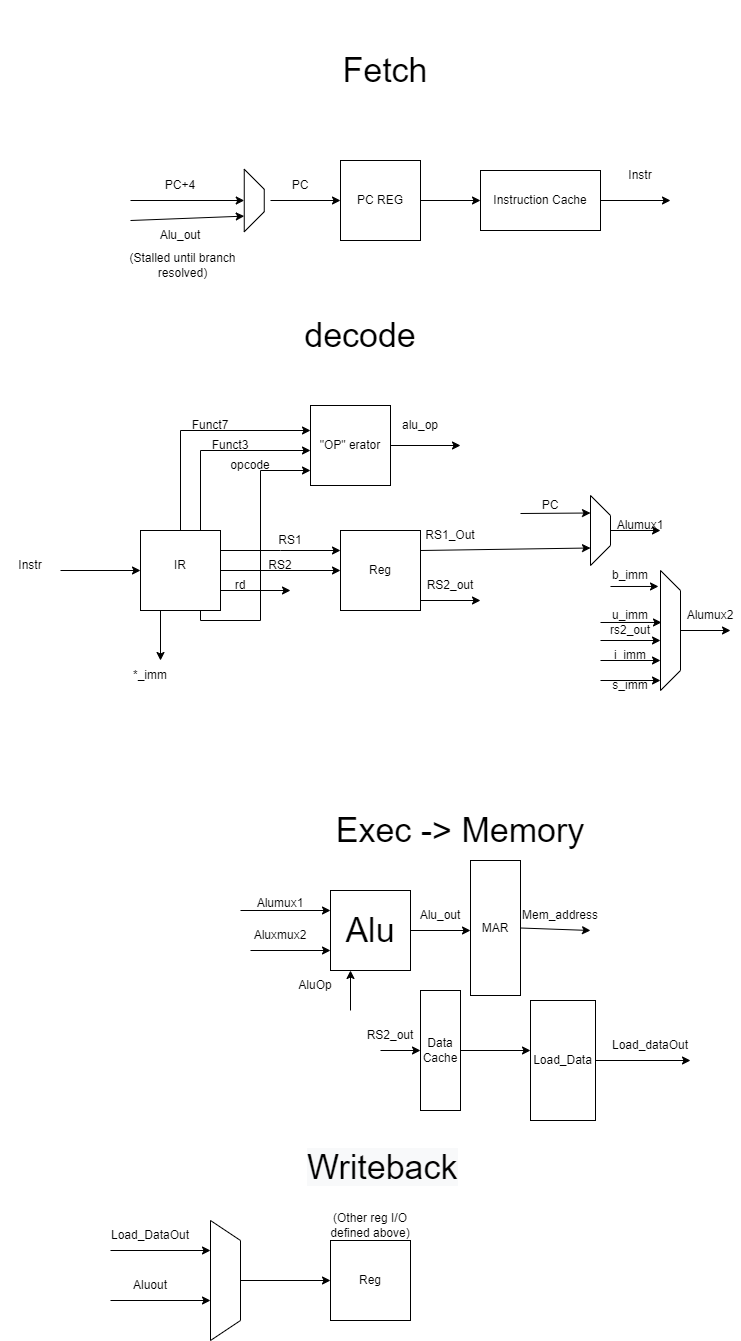 Fetch
PC+4
PC
PC REG
Instruction Cache
Instr
Alu_out
(Stalled until branch
resolved)
decode
Funct7
Funct3
opcode
"OP" erator
alu_op
Instr
IR
RS1
RS2
rd
*_imm
Reg
RS1_Out
RS2_out
PC
Alumux1
b_imm
u_imm
rs2_out
i_imm
s_imm
Alumux2
Exec -> Memory
Alumux1
Aluxmux2
AluOp
Alu
Alu_out
MAR
Mem_address
RS2_out
Data
Cache
Load_Data
Load_dataOut
Writeback
Load_DataOut
Aluout
(Other reg I/O
defined above)
Reg